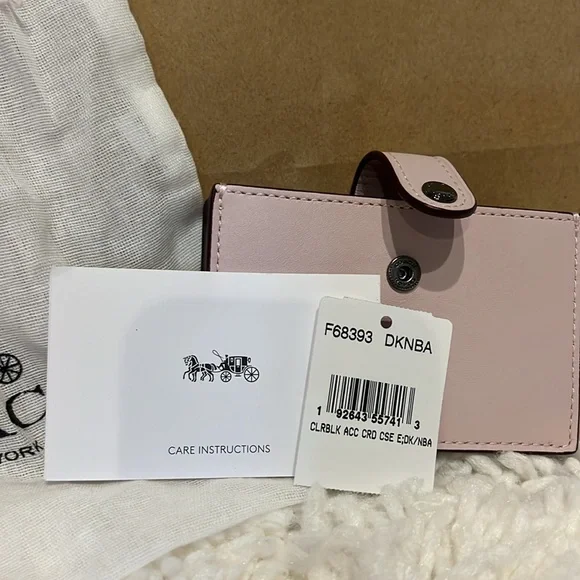 F68393 DKNBA
1 92643 55741 3
CLRBLK ACC CRD CSE E;DK/NBA
CARE INSTRUCTIONS